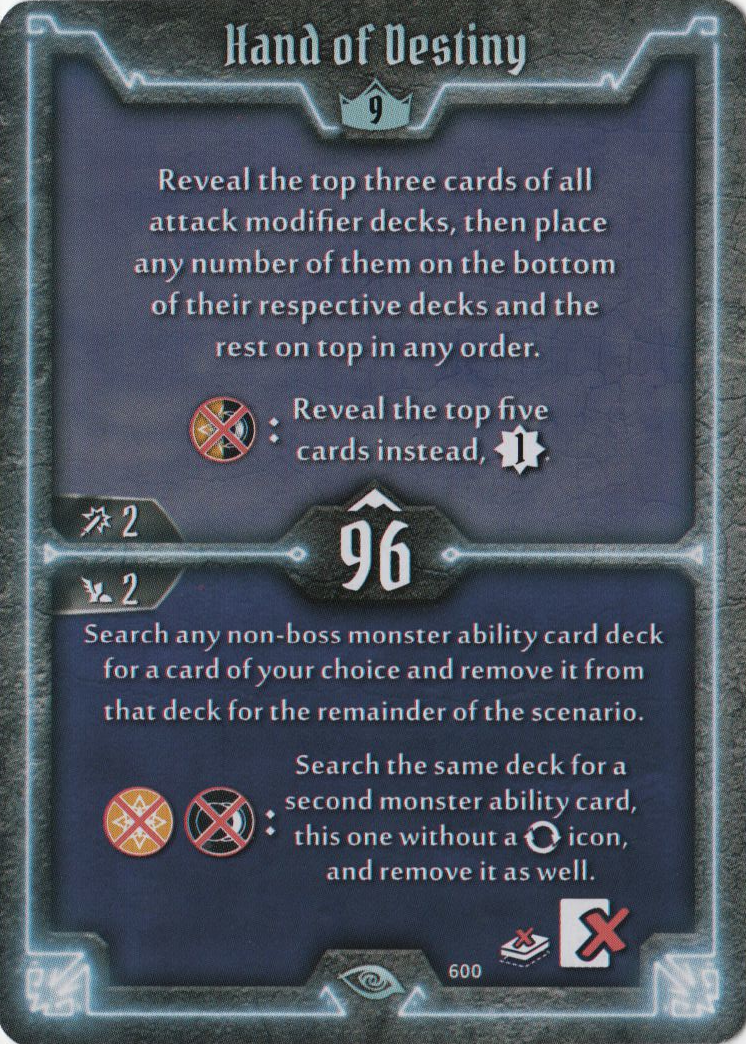 Hand of Destiny
9
Reveal the top three cards of all
attack modifier decks, then place
any number of them on the bottom
of their respective decks and the
rest on top in any order.
: Reveal the top five
cards instead, 1.
2
96
2
Search any non-boss monster ability card deck
for a card of your choice and remove it from
that deck for the remainder of the scenario.
Search the same deck for a
: second monster ability card,
this one without a icon,
and remove it as well.
600